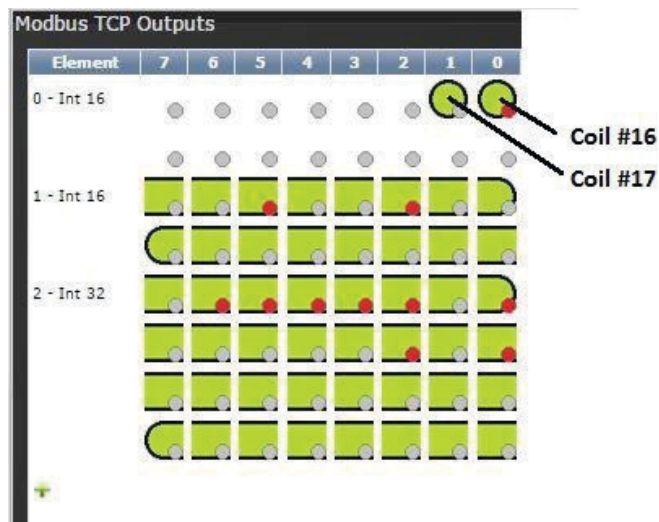 Modbus TCP Outputs
Element 7 6 5 4 3 2 1 0
0 - Int 16
Coil #16
Coil #17
1 - Int 16
2 - Int 32